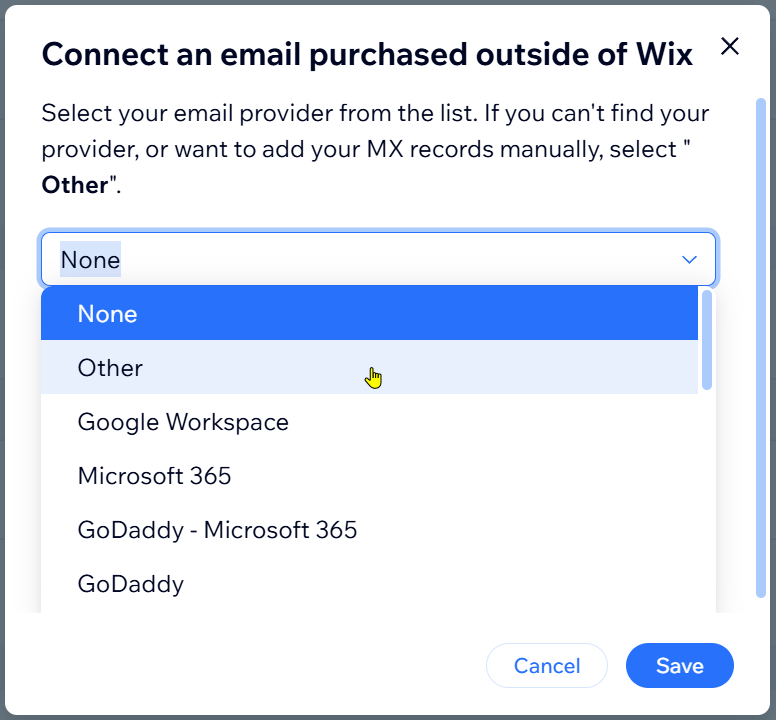 Connect an email purchased outside of Wix
Select your email provider from the list. If you can't find your
provider, or want to add your MX records manually, select "
Other".
None
None
Other
Google Workspace
Microsoft 365
GoDaddy - Microsoft 365
GoDaddy
Cancel
Save